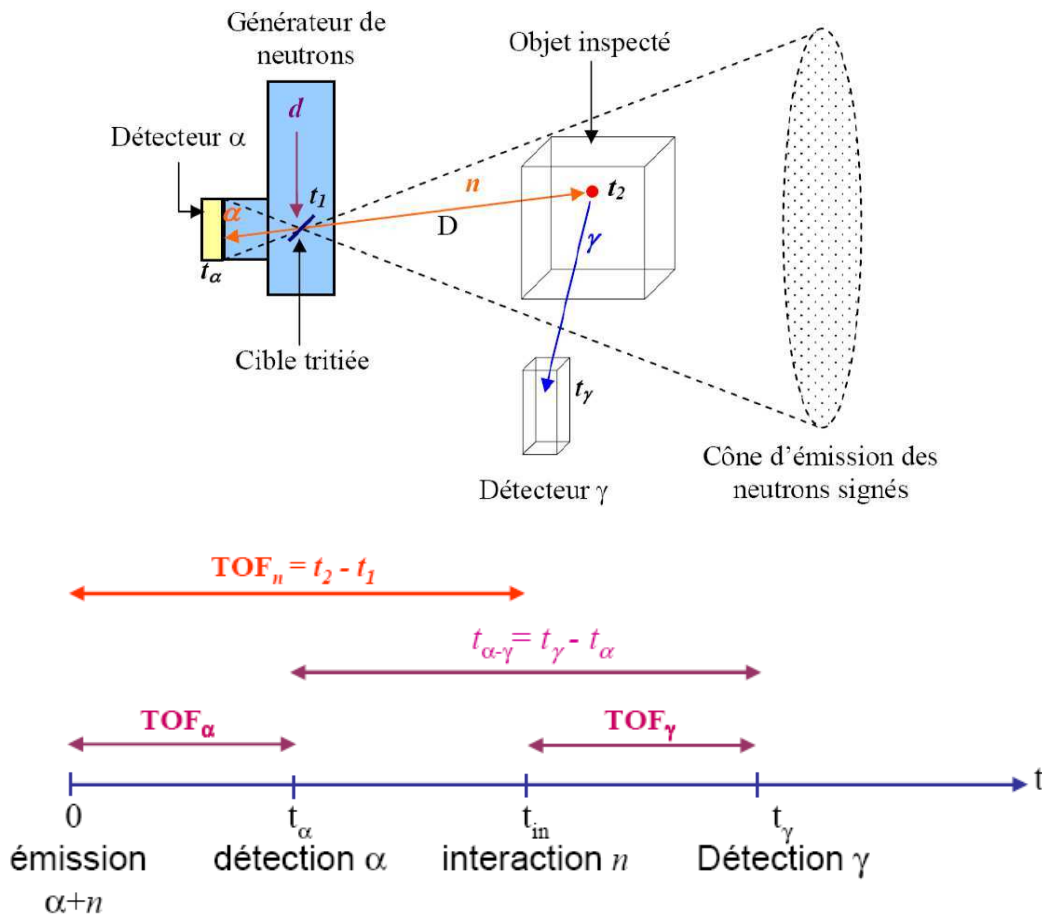 Générateur de
neutrons
Objet inspecté
d
Détecteur α
n
t₁
t₂
α
D
γ
t_α
Cible tritiée
t_γ
Détecteur γ
Cône d’émission des
neutrons signés
TOFₙ = t₂ - t₁
t_α-γ = t_γ - t_α
TOF_α
TOF_γ
t
0
t_α
t_in
t_γ
émission
détection α
interaction n
Détection γ
α+n